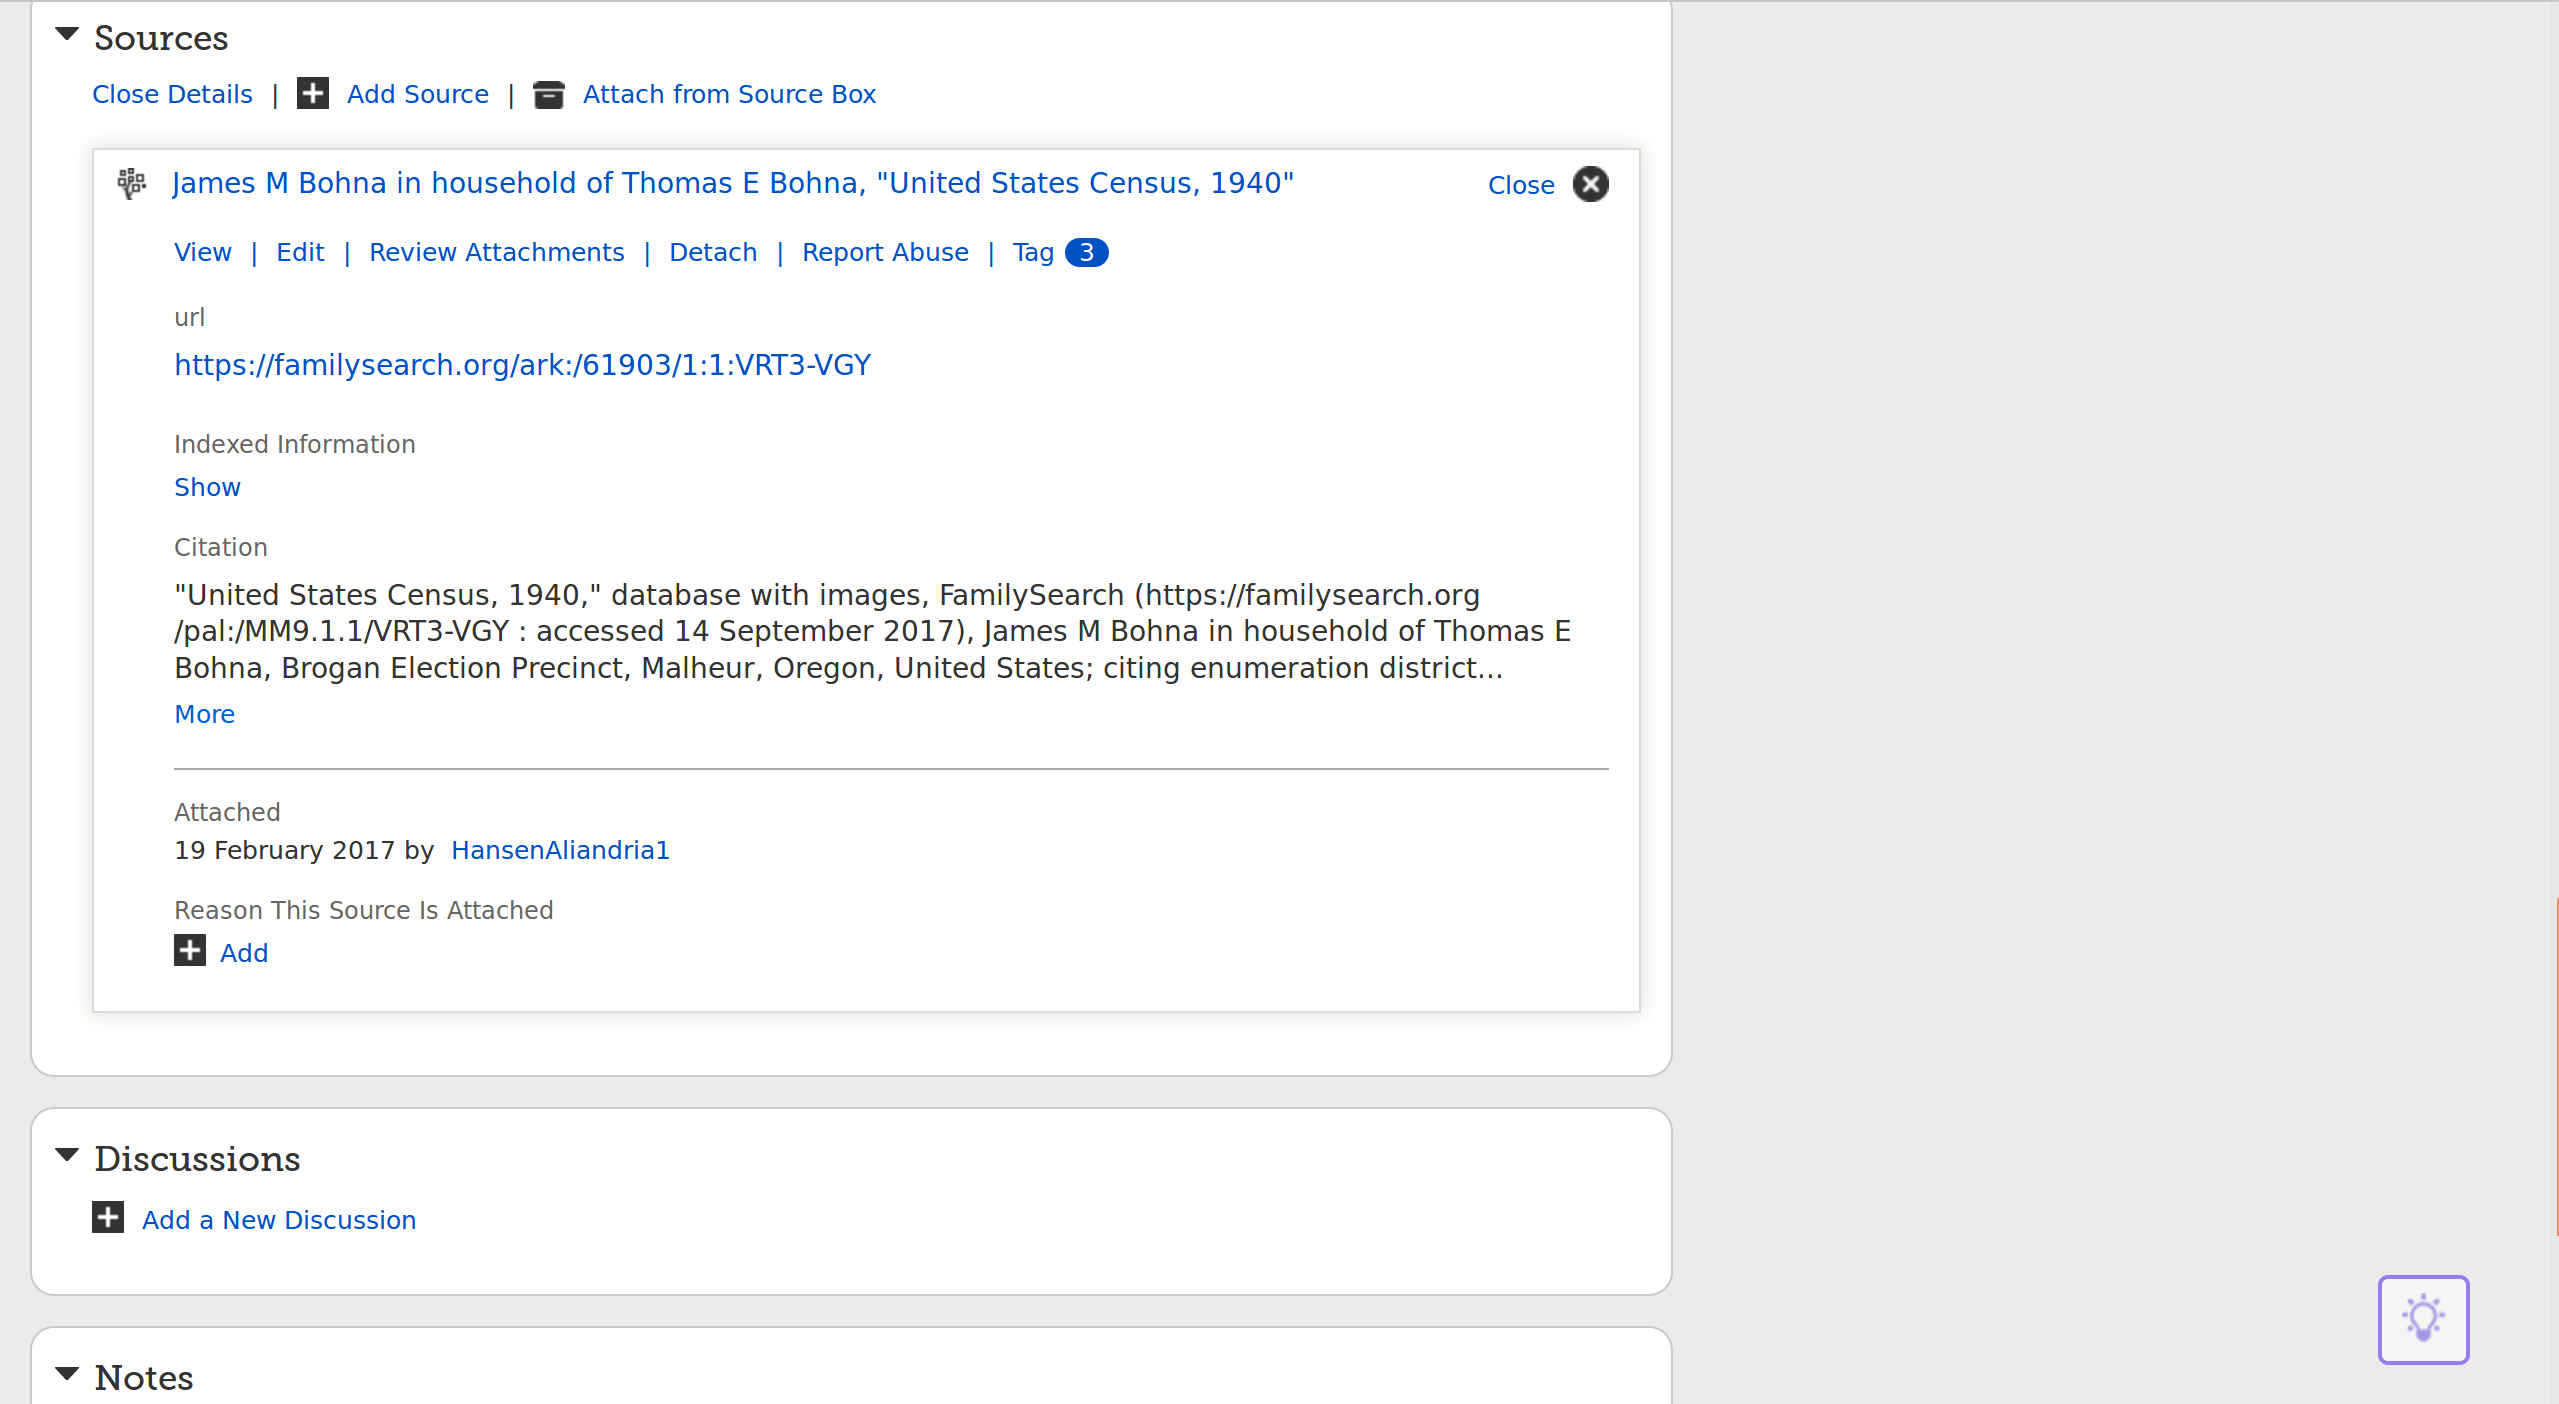 Sources
Close Details | Add Source | Attach from Source Box
James M Bohna in household of Thomas E Bohna, "United States Census, 1940"
Close
View | Edit | Review Attachments | Detach | Report Abuse | Tag 3
url
https://familysearch.org/ark:/61903/1:1:VRT3-VGY
Indexed Information
Show
Citation
"United States Census, 1940," database with images, FamilySearch (https://familysearch.org
/pal:/MM9.1.1/VRT3-VGY : accessed 14 September 2017), James M Bohna in household of Thomas E
Bohna, Brogan Election Precinct, Malheur, Oregon, United States; citing enumeration district...
More
Attached
19 February 2017 by HansenAliandria1
Reason This Source Is Attached
Add
Discussions
Add a New Discussion
Notes